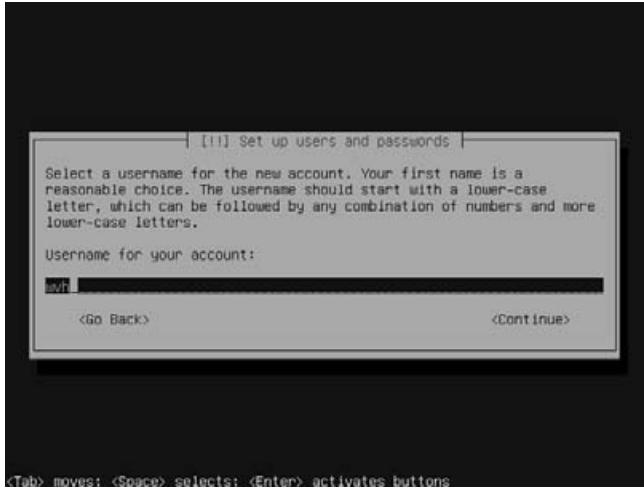 [!!] Set up users and passwords
Select a username for the new account. Your first name is a
reasonable choice. The username should start with a lower-case
letter, which can be followed by any combination of numbers and more
lower-case letters.
Username for your account:
wvh
<Go Back> <Continue>
<Tab> moves; <Space> selects; <Enter> activates buttons